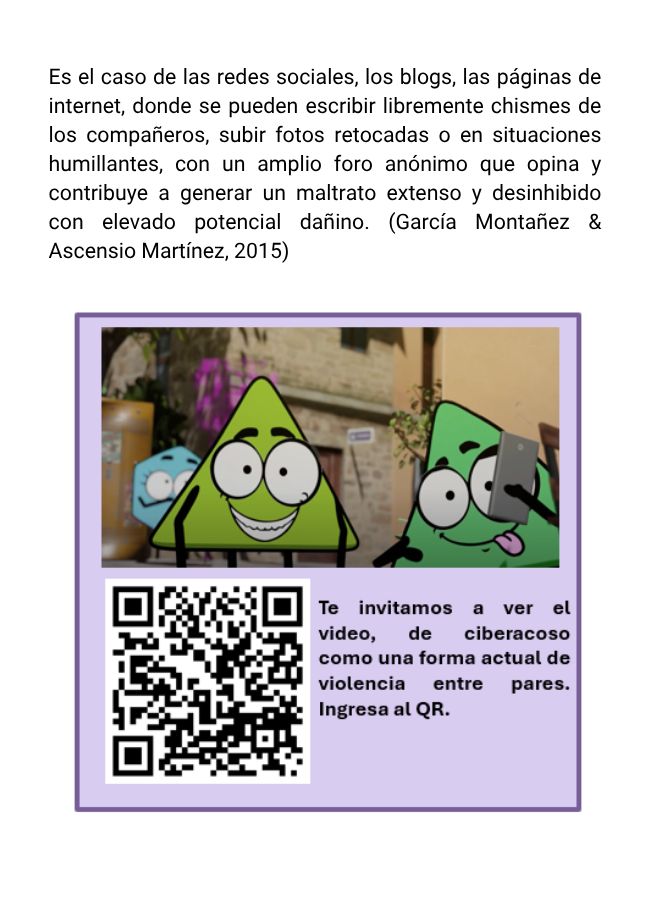 Es el caso de las redes sociales, los blogs, las páginas de
internet, donde se pueden escribir libremente chismes de
los compañeros, subir fotos retocadas o en situaciones
humillantes, con un amplio foro anónimo que opina y
contribuye a generar un maltrato extenso y desinhibido
con elevado potencial dañino. (García Montañez &
Ascensio Martínez, 2015)
Te invitamos a ver el
video, de ciberacoso
como una forma actual de
violencia entre pares.
Ingresa al QR.